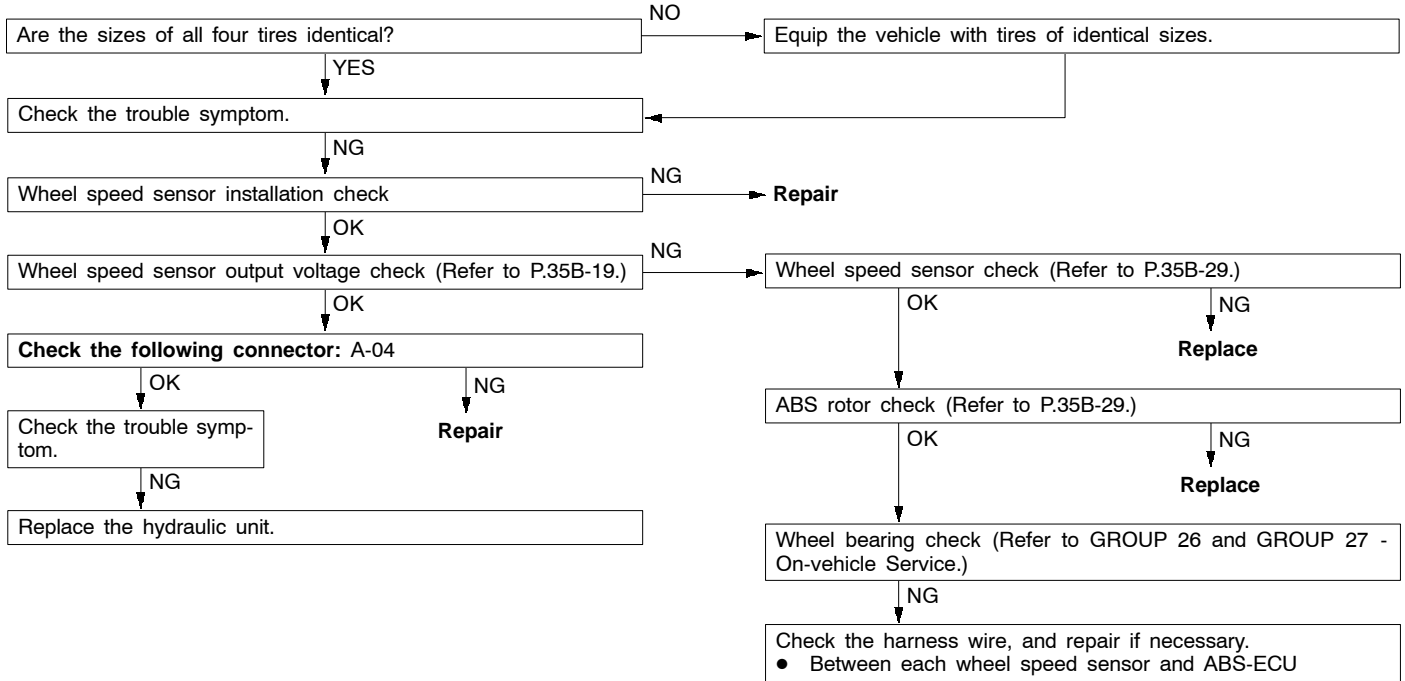 Are the sizes of all four tires identical?
NO
Equip the vehicle with tires of identical sizes.
YES
Check the trouble symptom.
NG
Wheel speed sensor installation check
NG
Repair
OK
Wheel speed sensor output voltage check (Refer to P.35B-19.)
NG
Wheel speed sensor check (Refer to P.35B-29.)
OK
OK
NG
Check the following connector: A-04
Replace
OK
NG
ABS rotor check (Refer to P.35B-29.)
Check the trouble symp-
tom.
Repair
OK
NG
NG
Replace
Replace the hydraulic unit.
Wheel bearing check (Refer to GROUP 26 and GROUP 27 -
On-vehicle Service.)
NG
Check the harness wire, and repair if necessary.
● Between each wheel speed sensor and ABS-ECU